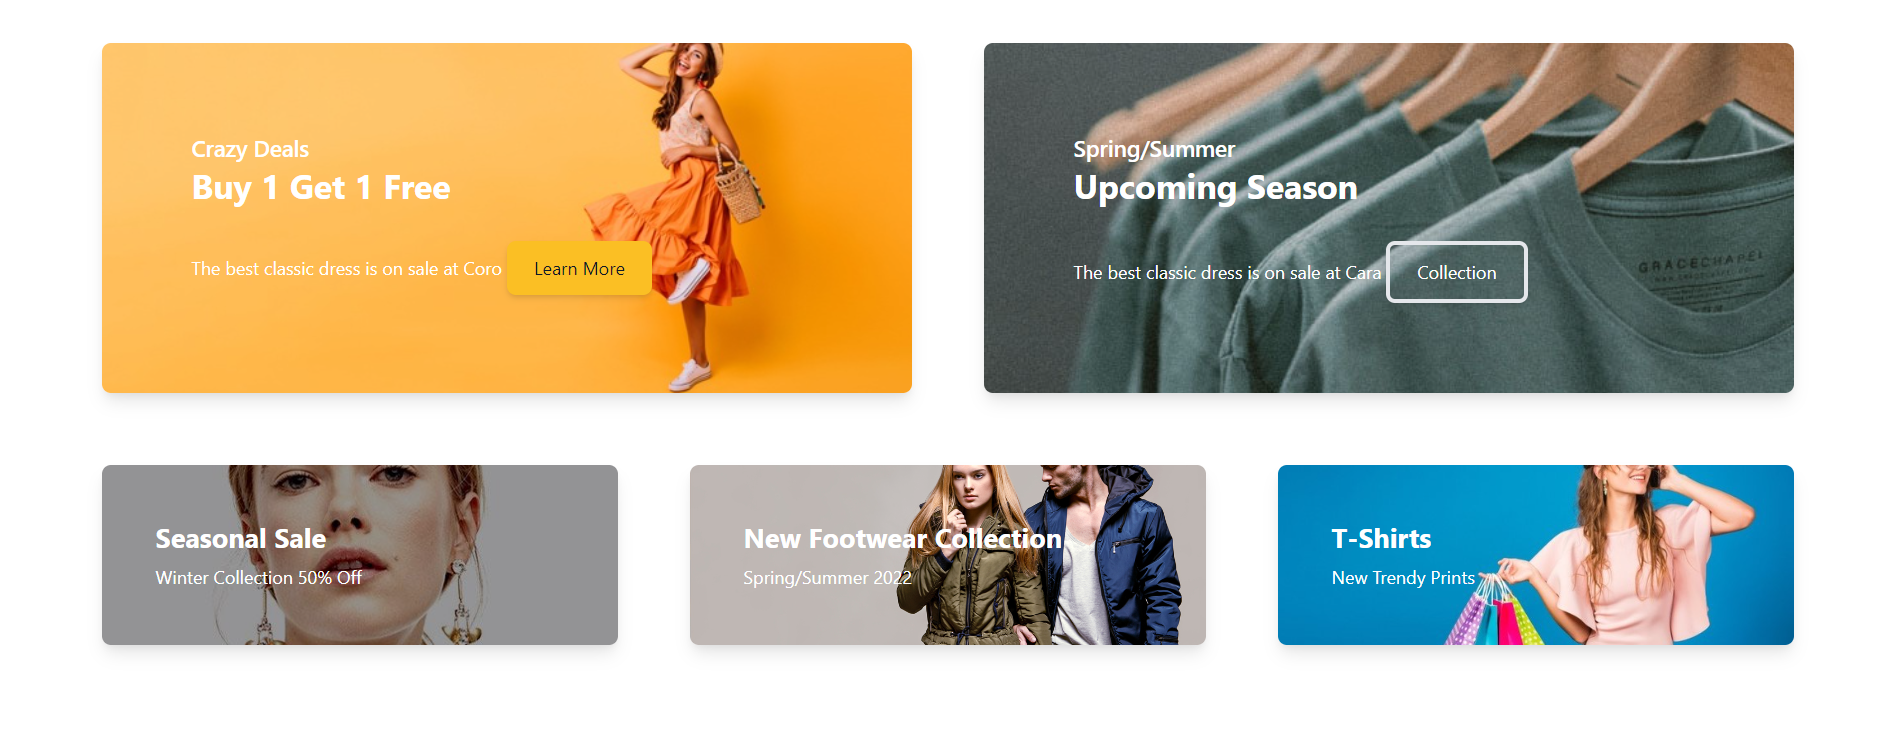 Crazy Deals
Buy 1 Get 1 Free
The best classic dress is on sale at Coro Learn More
Spring/Summer
Upcoming Season
The best classic dress is on sale at Cara Collection
GRACECHAPEL
Seasonal Sale
Winter Collection 50% Off
New Footwear Collection
Spring/Summer 2022
T-Shirts
New Trendy Prints